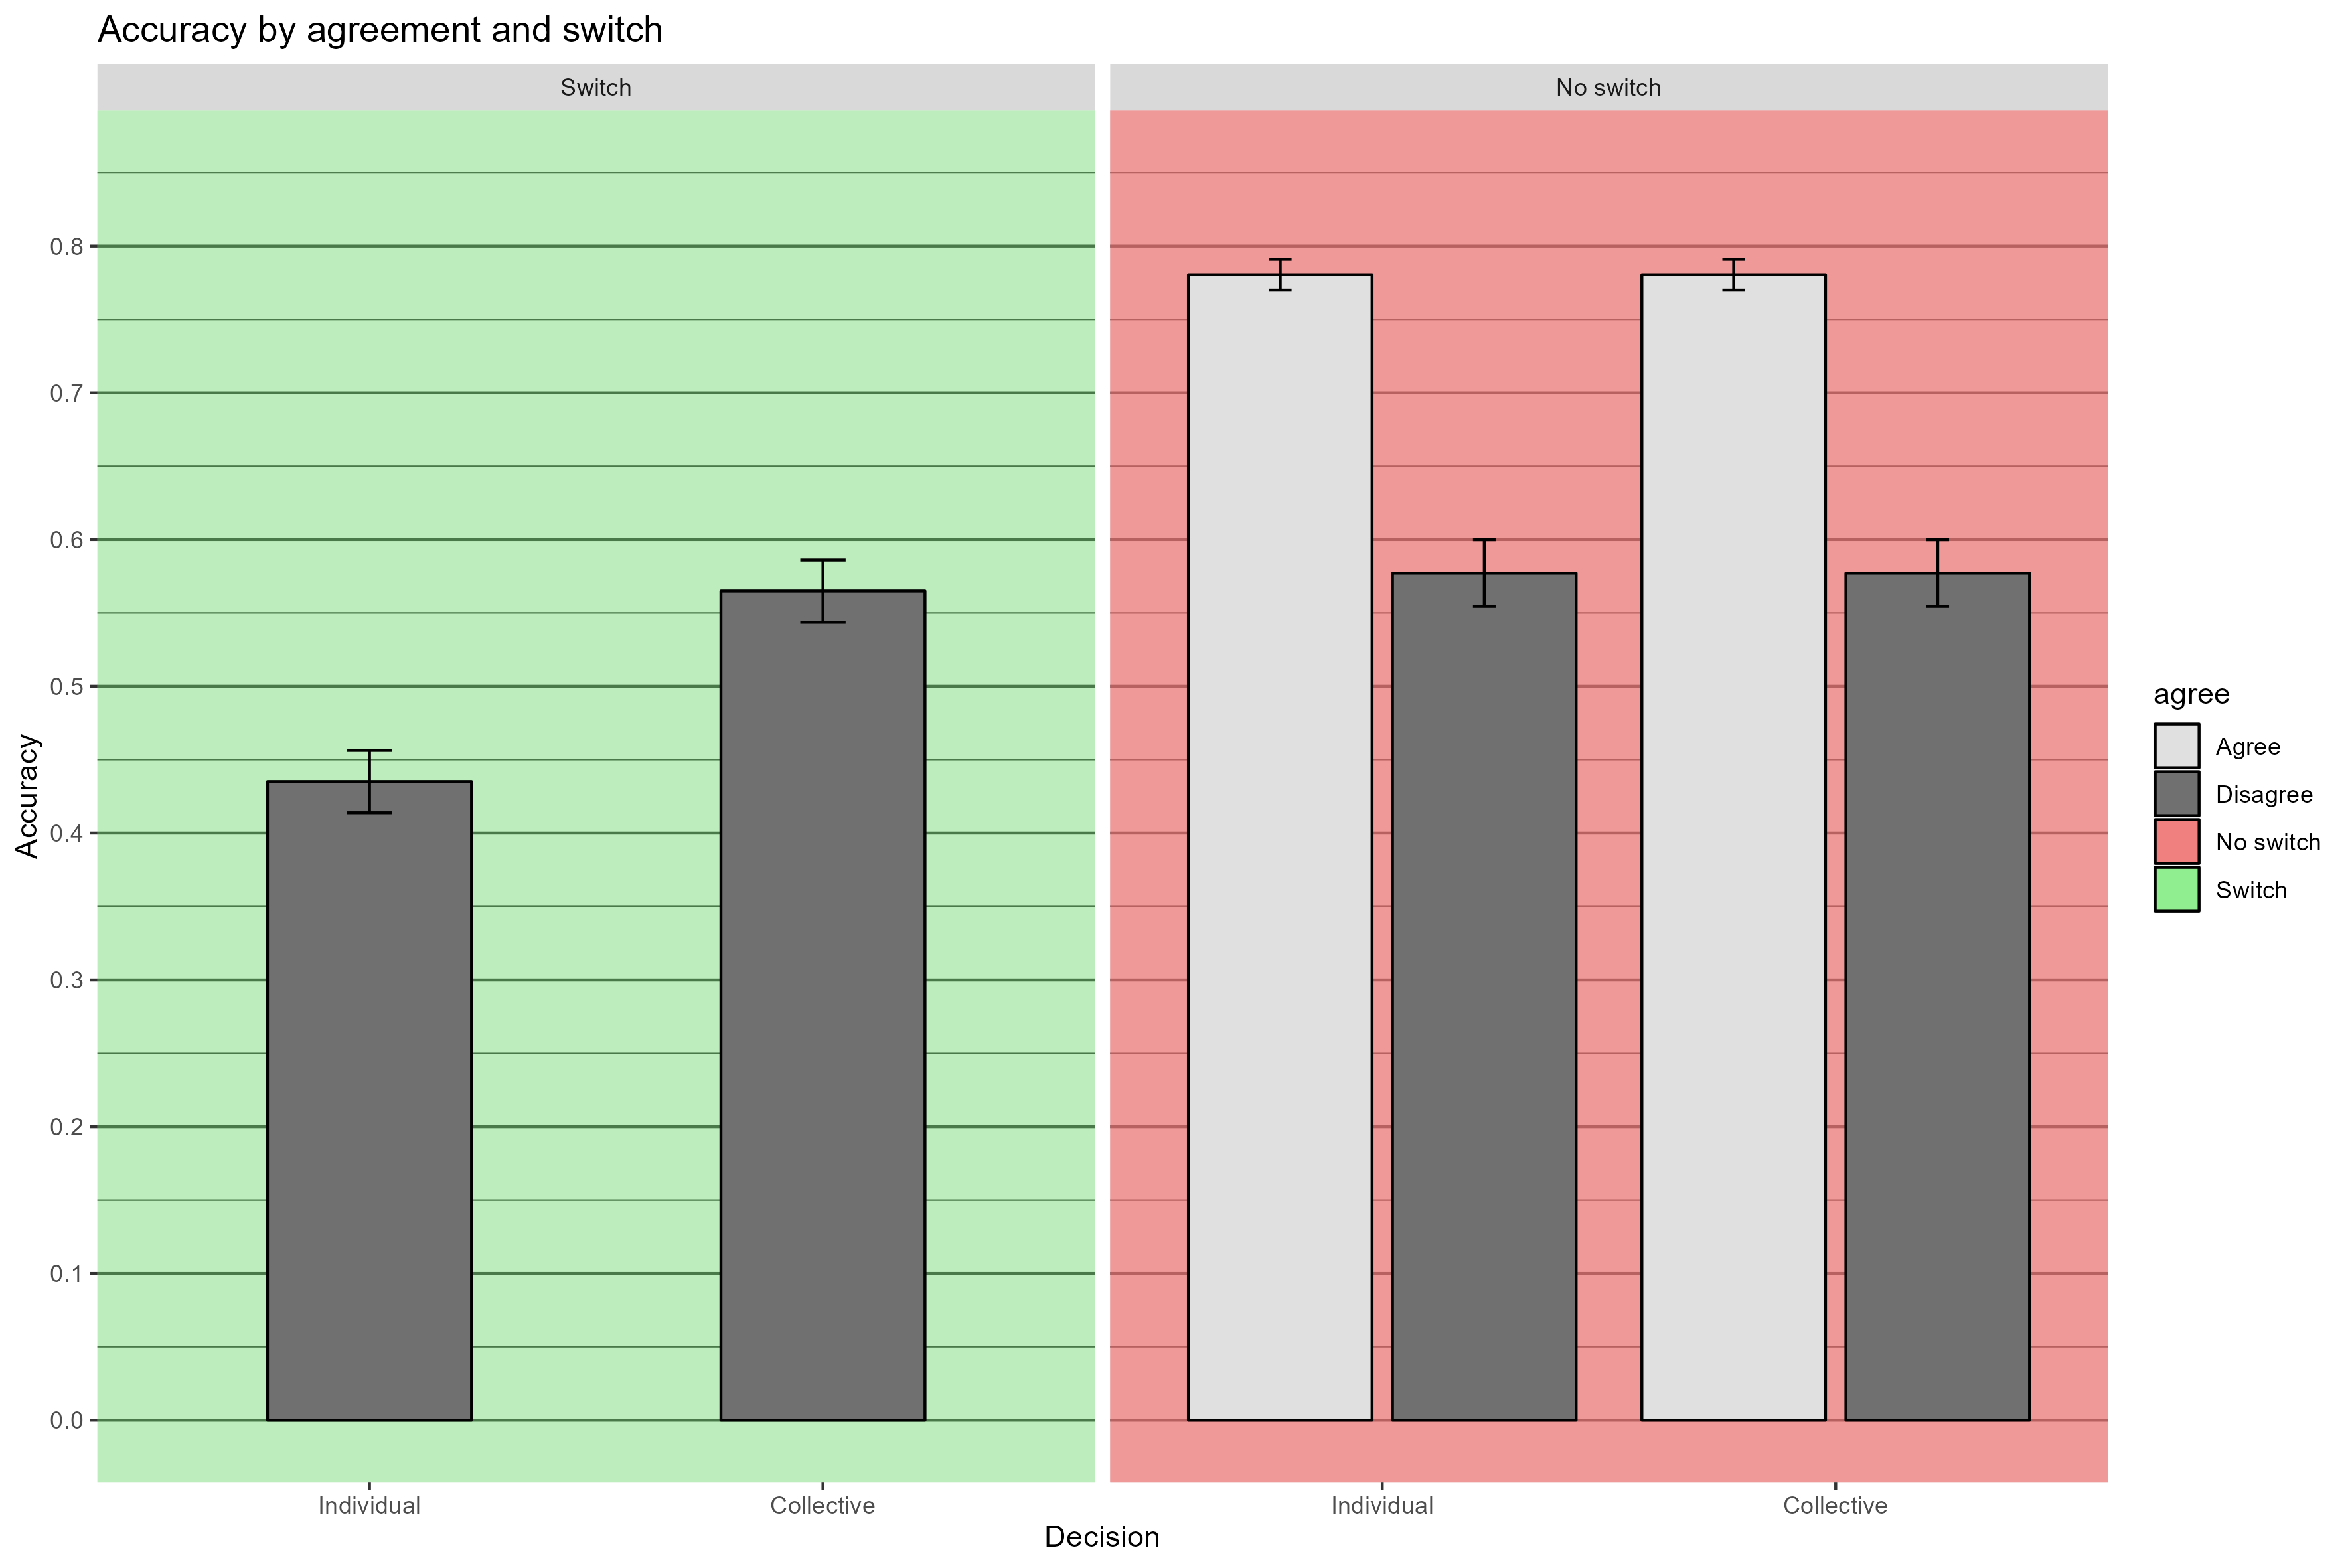 Accuracy by agreement and switch
Switch
No switch
0.8
0.7
0.6
0.5
0.4
0.3
0.2
0.1
0.0
Accuracy
Individual
Collective
Individual
Collective
Decision
agree
Agree
Disagree
No switch
Switch